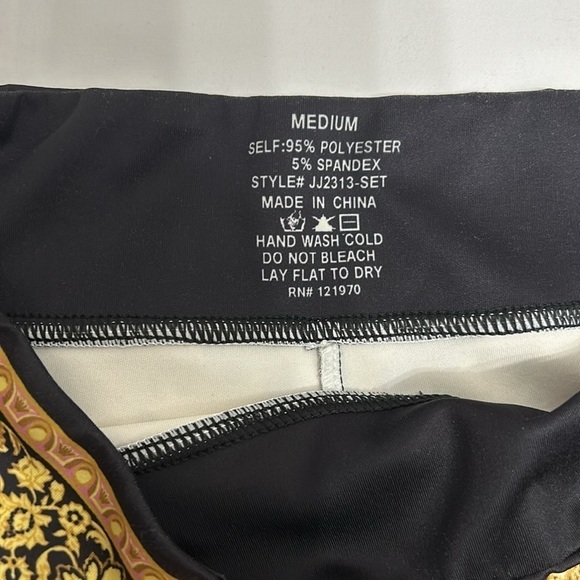 MEDIUM
SELF:95% POLYESTER
5% SPANDEX
STYLE# JJ2313-SET
MADE IN CHINA
HAND WASH COLD
DO NOT BLEACH
LAY FLAT TO DRY
RN# 121970